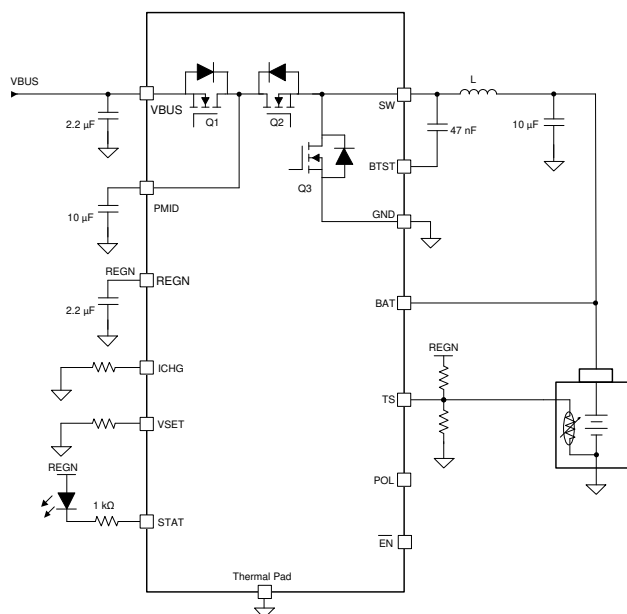 VBUS
2.2 µF
VBUS
Q1
Q2
SW
L
47 nF
10 µF
Q3
BTST
PMID
10 µF
GND
REGN
REGN
2.2 µF
BAT
ICHG
REGN
TS
VSET
REGN
1 kΩ
STAT
POL
EN
Thermal Pad